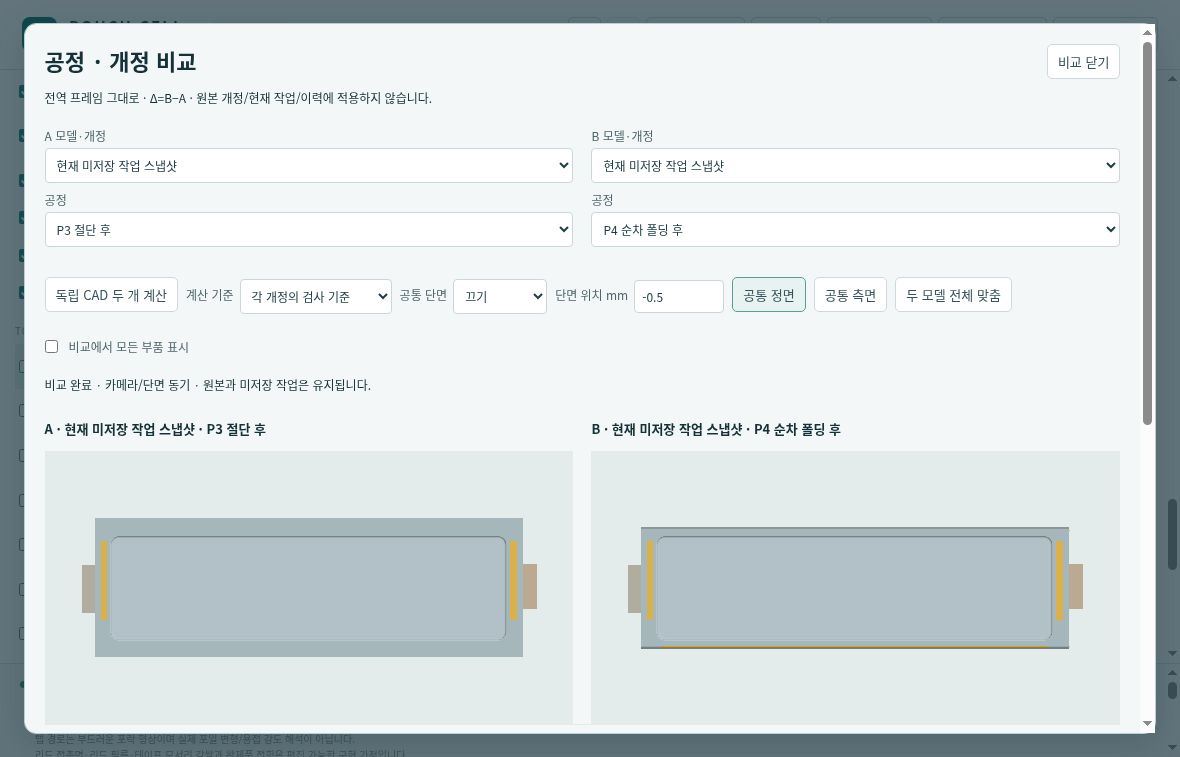 공정 · 개정 비교
비교 닫기
전역 프레임 그대로 · Δ=B−A · 원본 개정/현재 작업/이력에 적용하지 않습니다.
A 모델·개정
B 모델·개정
현재 미저장 작업 스냅샷
현재 미저장 작업 스냅샷
공정
공정
P3 절단 후
P4 순차 폴딩 후
독립 CAD 두 개 계산
계산 기준
각 개정의 검사 기준
공통 단면
끄기
단면 위치 mm
-0.5
공통 정면
공통 측면
두 모델 전체 맞춤
비교에서 모든 부품 표시
비교 완료 · 카메라/단면 동기 · 원본과 미저장 작업은 유지됩니다.
A · 현재 미저장 작업 스냅샷 · P3 절단 후
B · 현재 미저장 작업 스냅샷 · P4 순차 폴딩 후